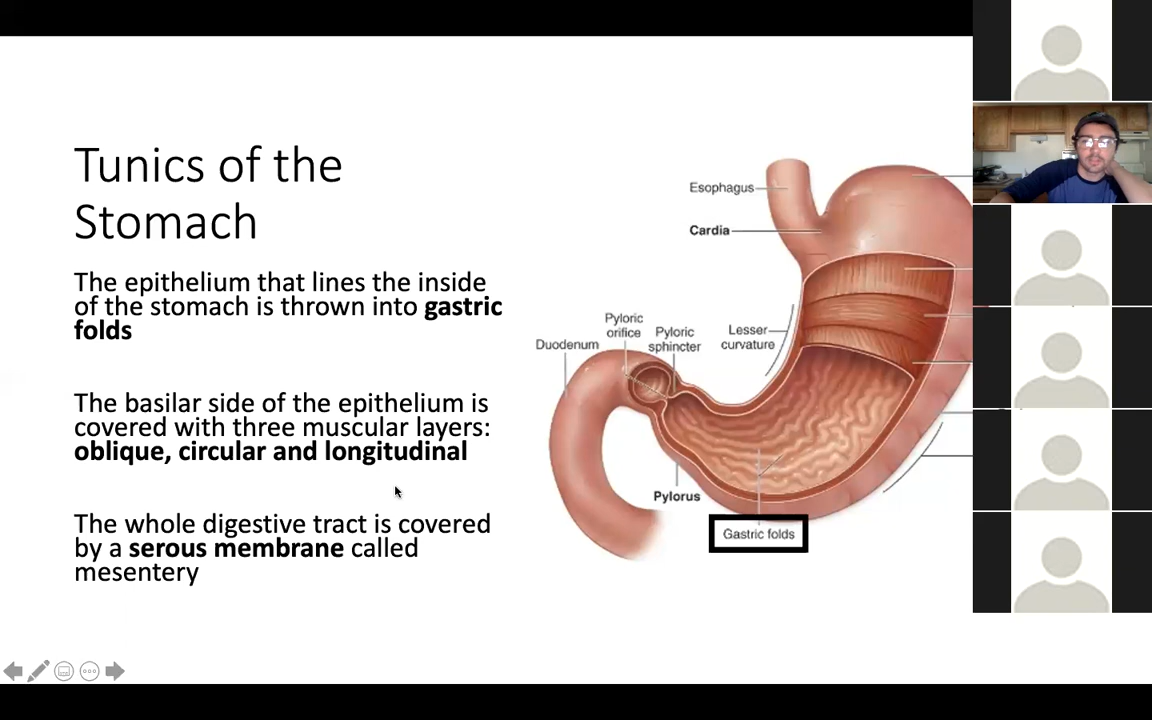 Tunics of the
Stomach
The epithelium that lines the inside
of the stomach is thrown into gastric
folds
The basilar side of the epithelium is
covered with three muscular layers:
oblique, circular and longitudinal
The whole digestive tract is covered
by a serous membrane called
mesentery
Esophagus
Cardia
Pyloric
orifice
Pyloric
sphincter
Lesser
curvature
Duodenum
Pylorus
Gastric folds